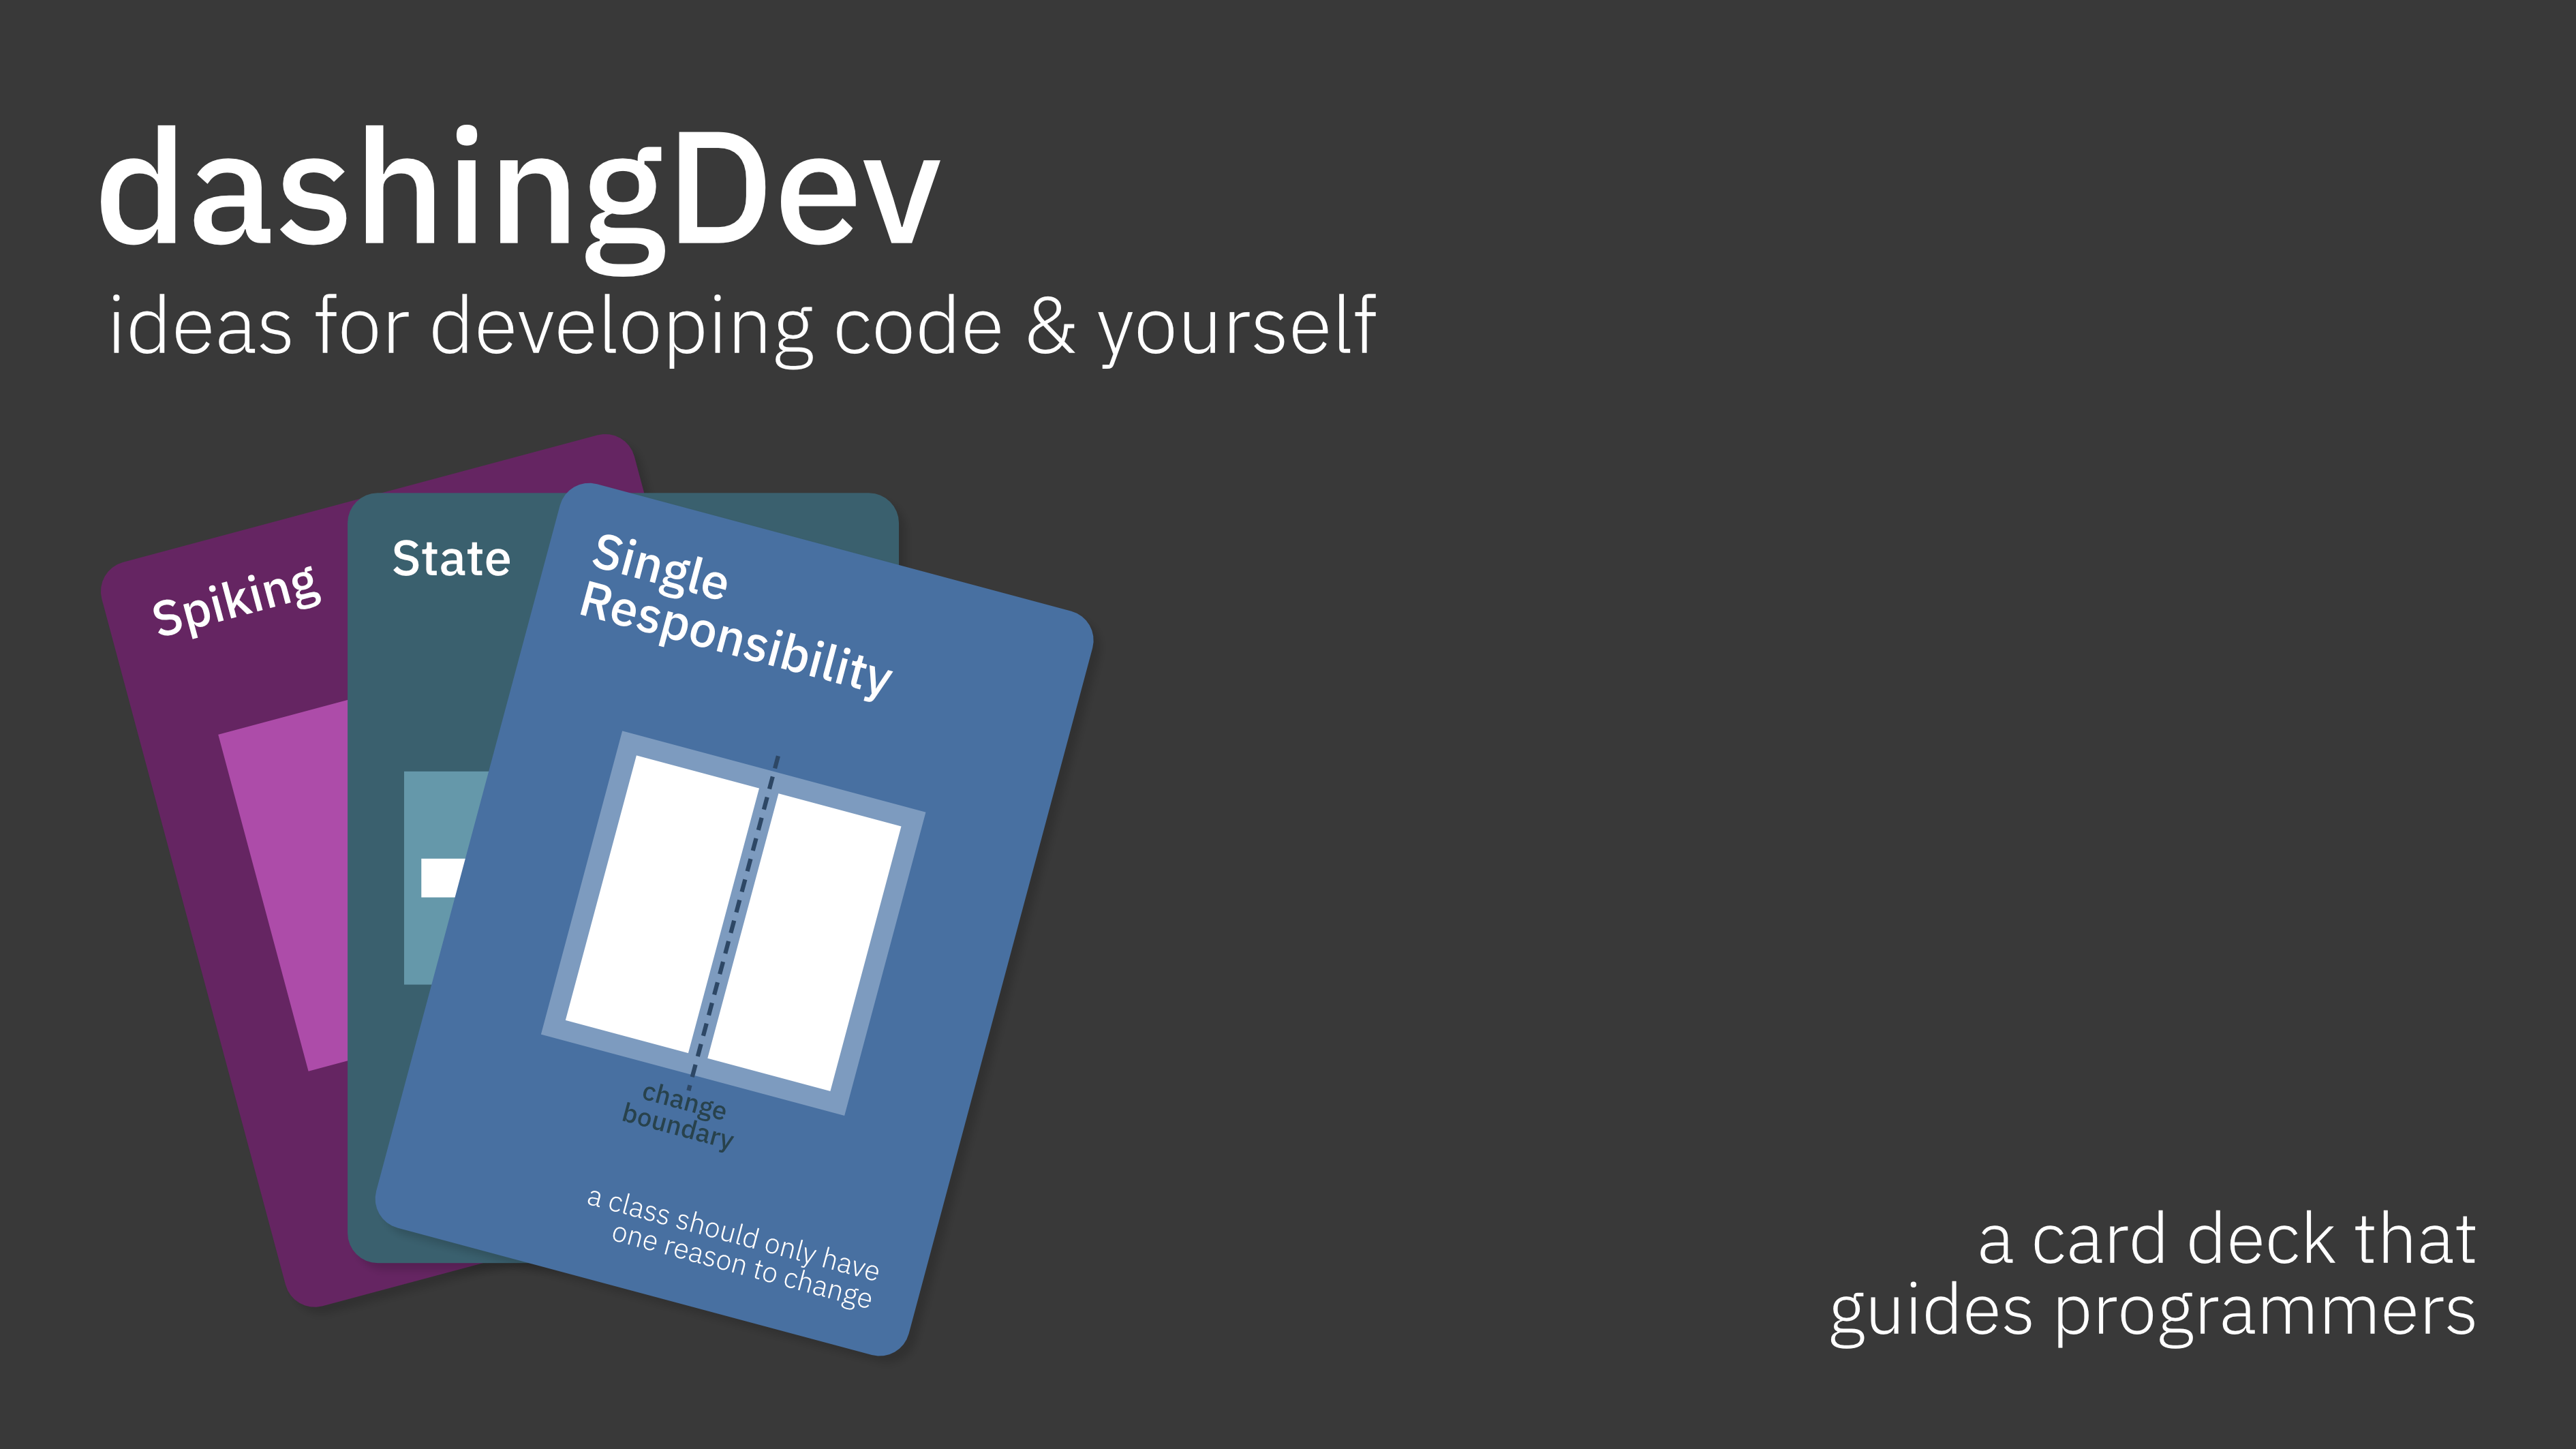 dashingDev
ideas for developing code & yourself
Spiking
State
Single
Responsibility
change
boundary
a class should only have
one reason to change
a card deck that
guides programmers